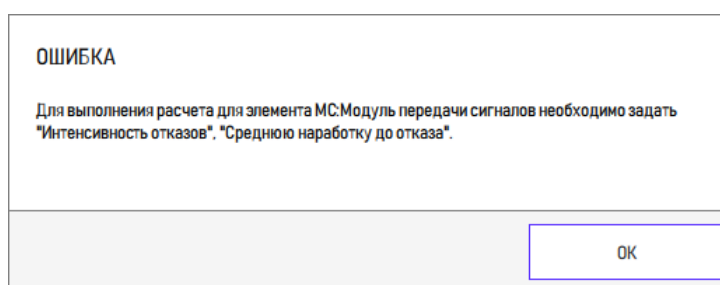 ОШИБКА
Для выполнения расчета для элемента МС:Модуль передачи сигналов необходимо задать
"Интенсивность отказов", "Среднюю наработку до отказа".
ОК